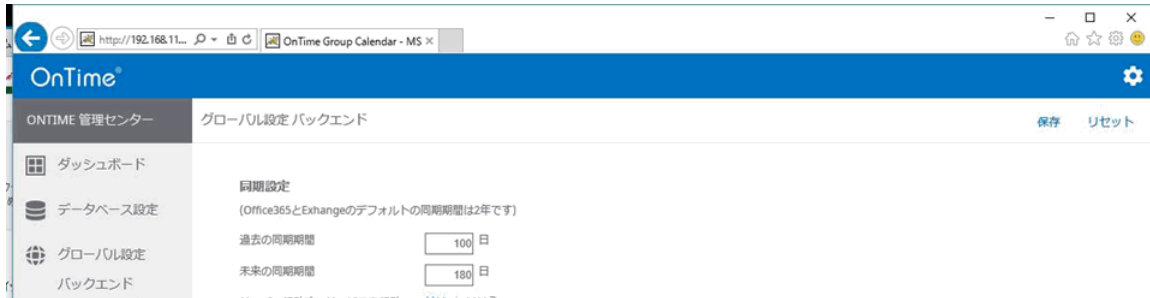 http://192.168.11...
OnTime Group Calendar - MS
OnTime
ONTIME 管理センター
グローバル設定 バックエンド
保存
リセット
ダッシュボード
データベース設定
グローバル設定
バックエンド
同期設定
(Office365とExhangeのデフォルトの同期期間は2年です)
過去の同期期間 100 日
未来の同期期間 180 日